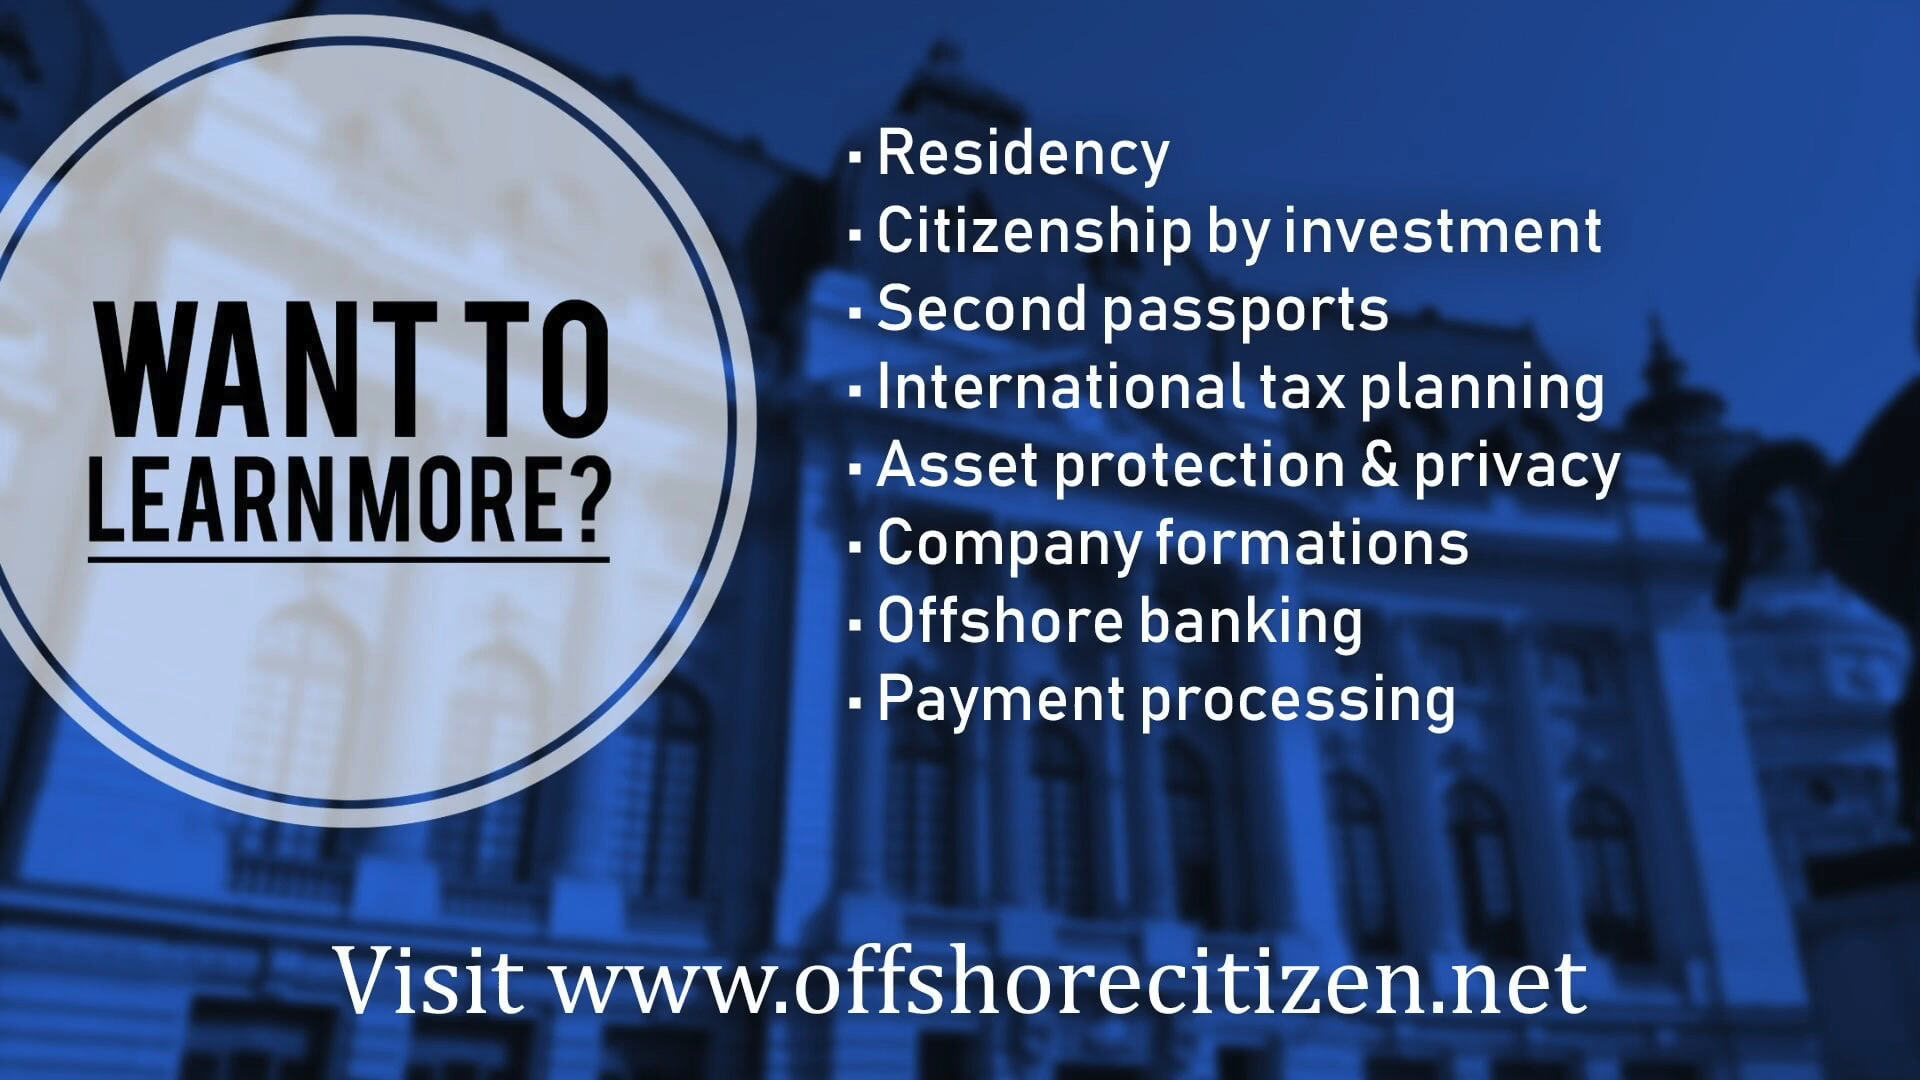 WANT TO
LEARN MORE?
▪ Residency
▪ Citizenship by investment
▪ Second passports
▪ International tax planning
▪ Asset protection & privacy
▪ Company formations
▪ Offshore banking
▪ Payment processing
Visit www.offshorecitizen.net